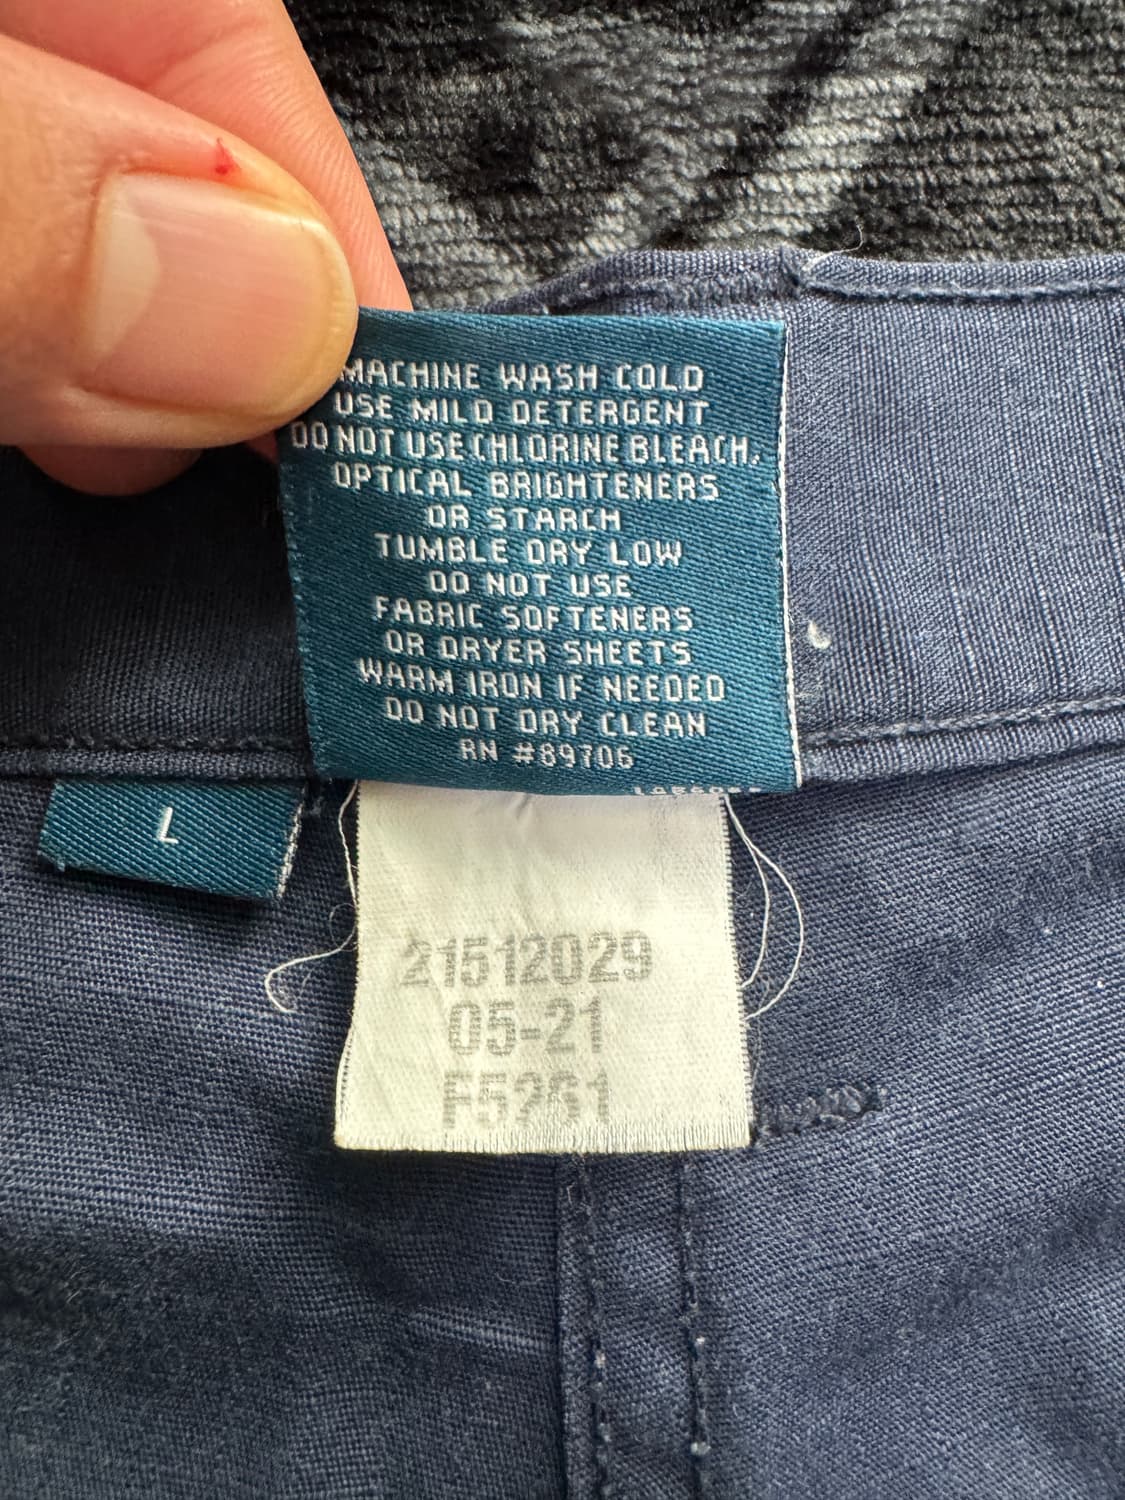 MACHINE WASH COLD
USE MILD DETERGENT
DO NOT USE CHLORINE BLEACH,
OPTICAL BRIGHTENERS
OR STARCH
TUMBLE DRY LOW
DO NOT USE
FABRIC SOFTENERS
OR DRYER SHEETS
WARM IRON IF NEEDED
DO NOT DRY CLEAN
RN #89706
L
21512029
05-21
F5261